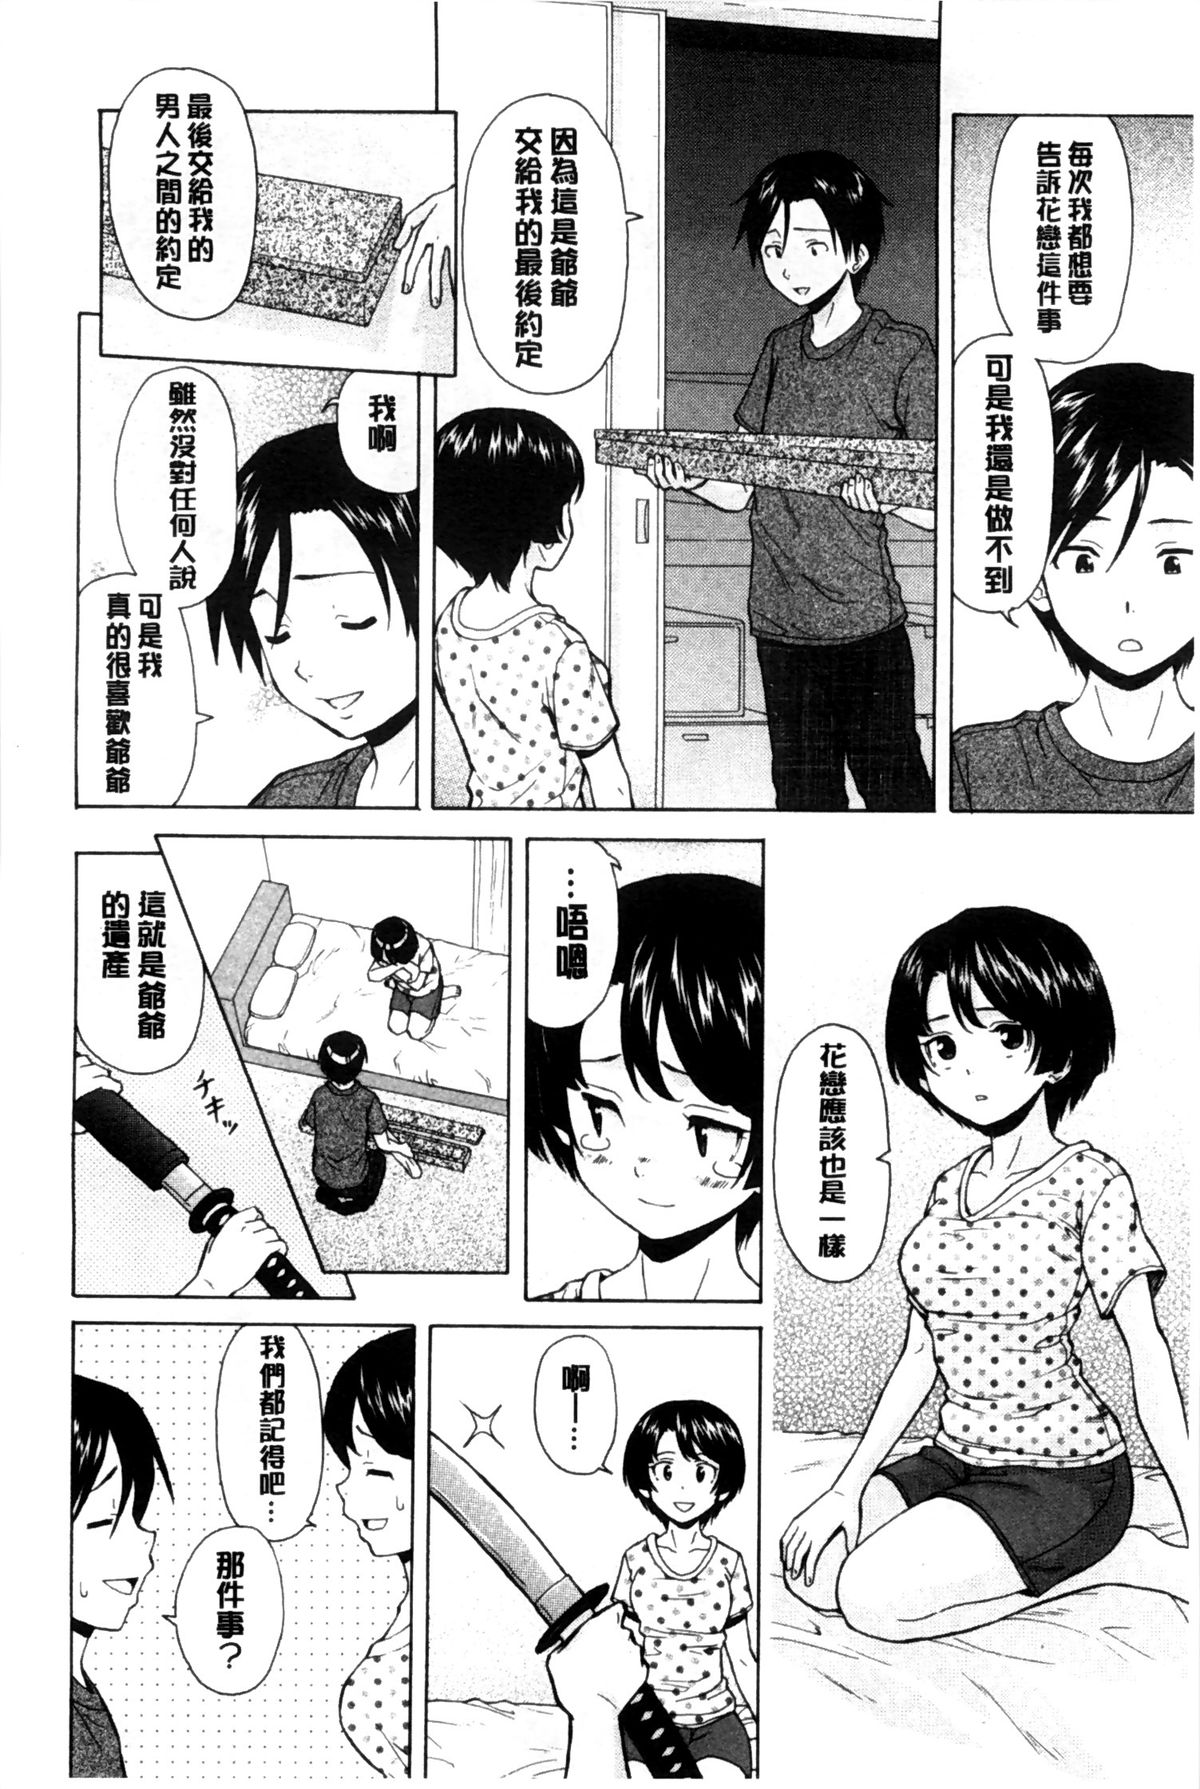 每次我都想要
告訴花戀這件事
可是我還是做不到
因為這是爺爺
交給我的最後約定
最後交給我的
男人之間的約定
我啊
雖然沒對任何人說
可是我
真的很喜歡爺爺
花戀應該也是一樣
…唔嗯
這就是爺爺
的遺產
チキッ
啊—…
我們都記得吧…
那件事？